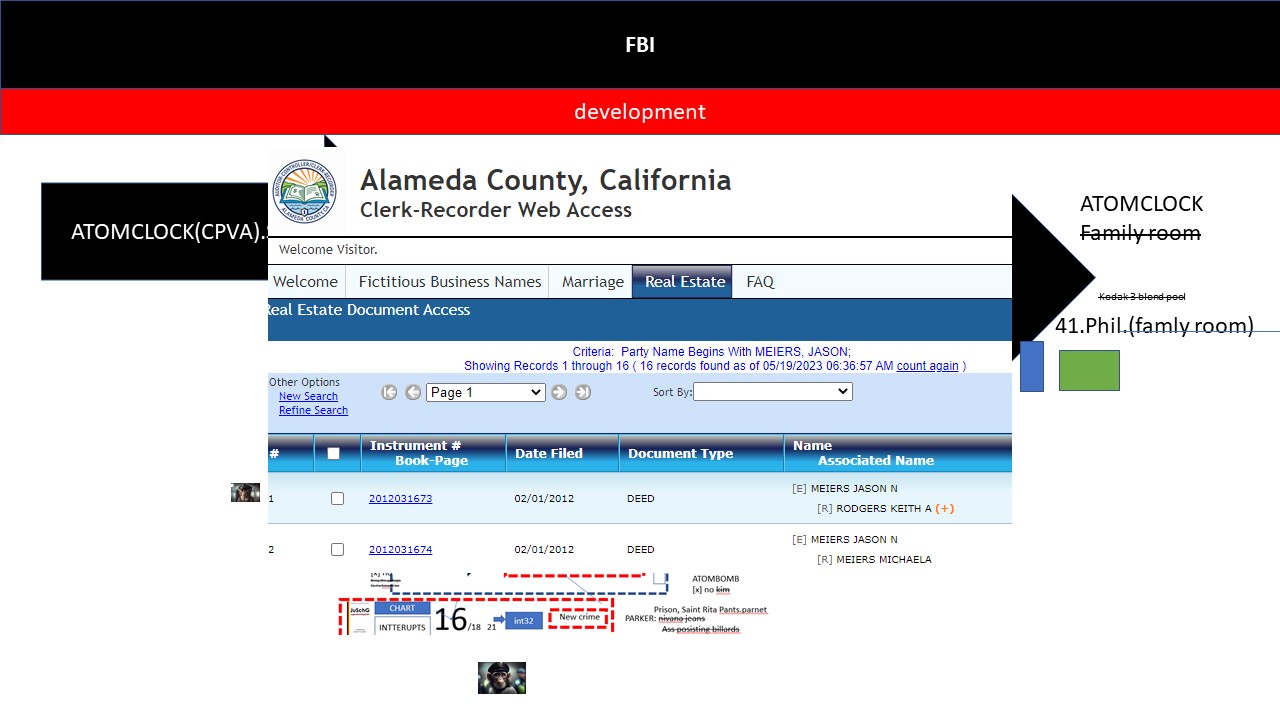 FBI
development
Alameda County, California
Clerk-Recorder Web Access
ATOMCLOCK(CPVA).
ATOMCLOCK
Family room
Welcome Visitor.
Welcome Fictitious Business Names Marriage Real Estate FAQ
Real Estate Document Access
Kodak 3 blond pool
41.Phil.(famly room)
Criteria: Party Name Begins With MEIERS, JASON;
Showing Records 1 through 16 ( 16 records found as of 05/19/2023 06:36:57 AM count again )
Other Options
New Search
Refine Search
Page 1
Sort By:
# Instrument # Date Filed Document Type Name
Book-Page Associated Name
1 2012031673 02/01/2012 DEED [E] MEIERS JASON N
[R] RODGERS KEITH A (+)
2 2012031674 02/01/2012 DEED [E] MEIERS JASON N
[R] MEIERS MICHAELA
ATOMBOMB
[x] no kim
JuSchG
CHART
INTTERUPTS
16/18 21
int32
New crime
Prison, Saint Rita Pants.parnet
PARKER: nivana jeans
Ass posisting billards